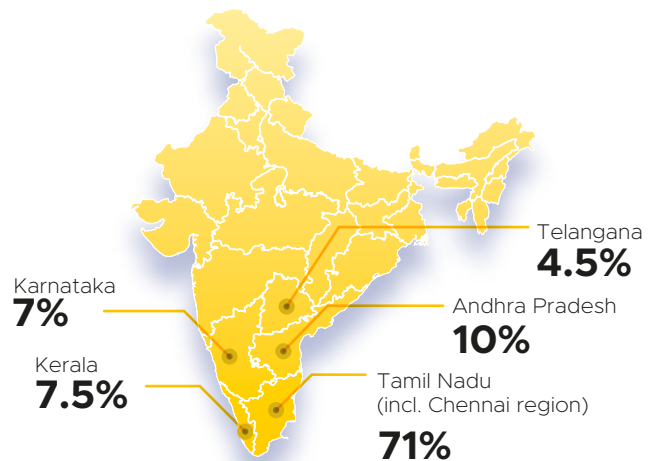 Telangana
4.5%
Karnataka
7%
Andhra Pradesh
10%
Kerala
7.5%
Tamil Nadu
(incl. Chennai region)
71%